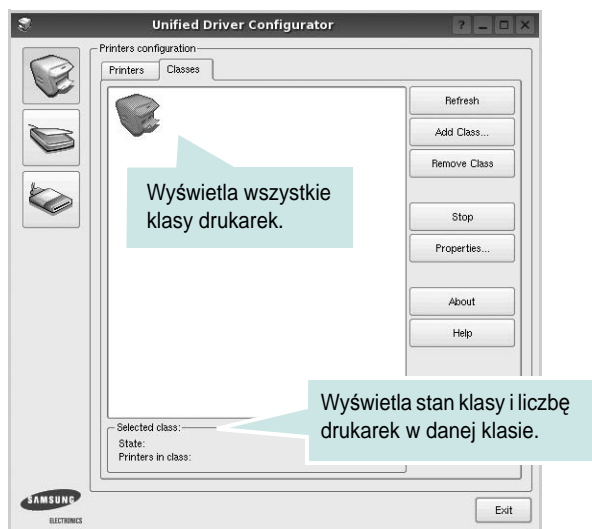 Unified Driver Configurator
Printers configuration
Printers Classes
Refresh
Add Class...
Remove Class
Wyświetla wszystkie
klasy drukarek.
Stop
Properties...
About
Help
Wyświetla stan klasy i liczbę
drukarek w danej klasie.
Selected class:
State:
Printers in class:
SAMSUNG
ELECTRONICS
Exit